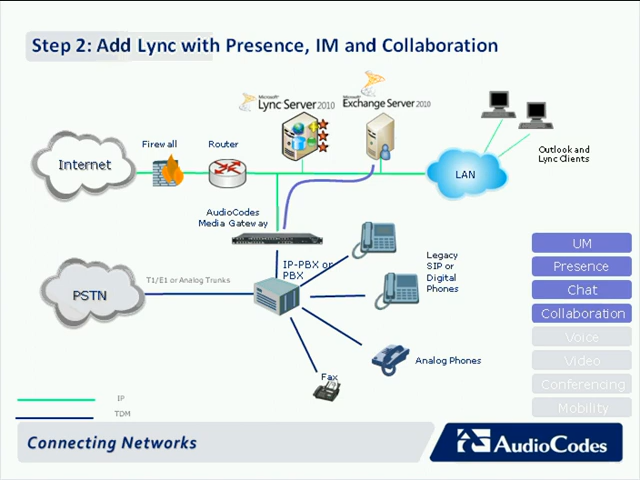 Step 2: Add Lync with Presence, IM and Collaboration
Microsoft
Lync Server 2010
Microsoft
Exchange Server 2010
Firewall
Router
Internet
LAN
Outlook and
Lync Clients
AudioCodes
Media Gateway
IP-PBX or
PBX
Legacy
SIP or
Digital
Phones
T1/E1 or Analog Trunks
PSTN
Analog Phones
Fax
UM
Presence
Chat
Collaboration
Voice
Video
Conferencing
Mobility
IP
TDM
Connecting Networks
AudioCodes